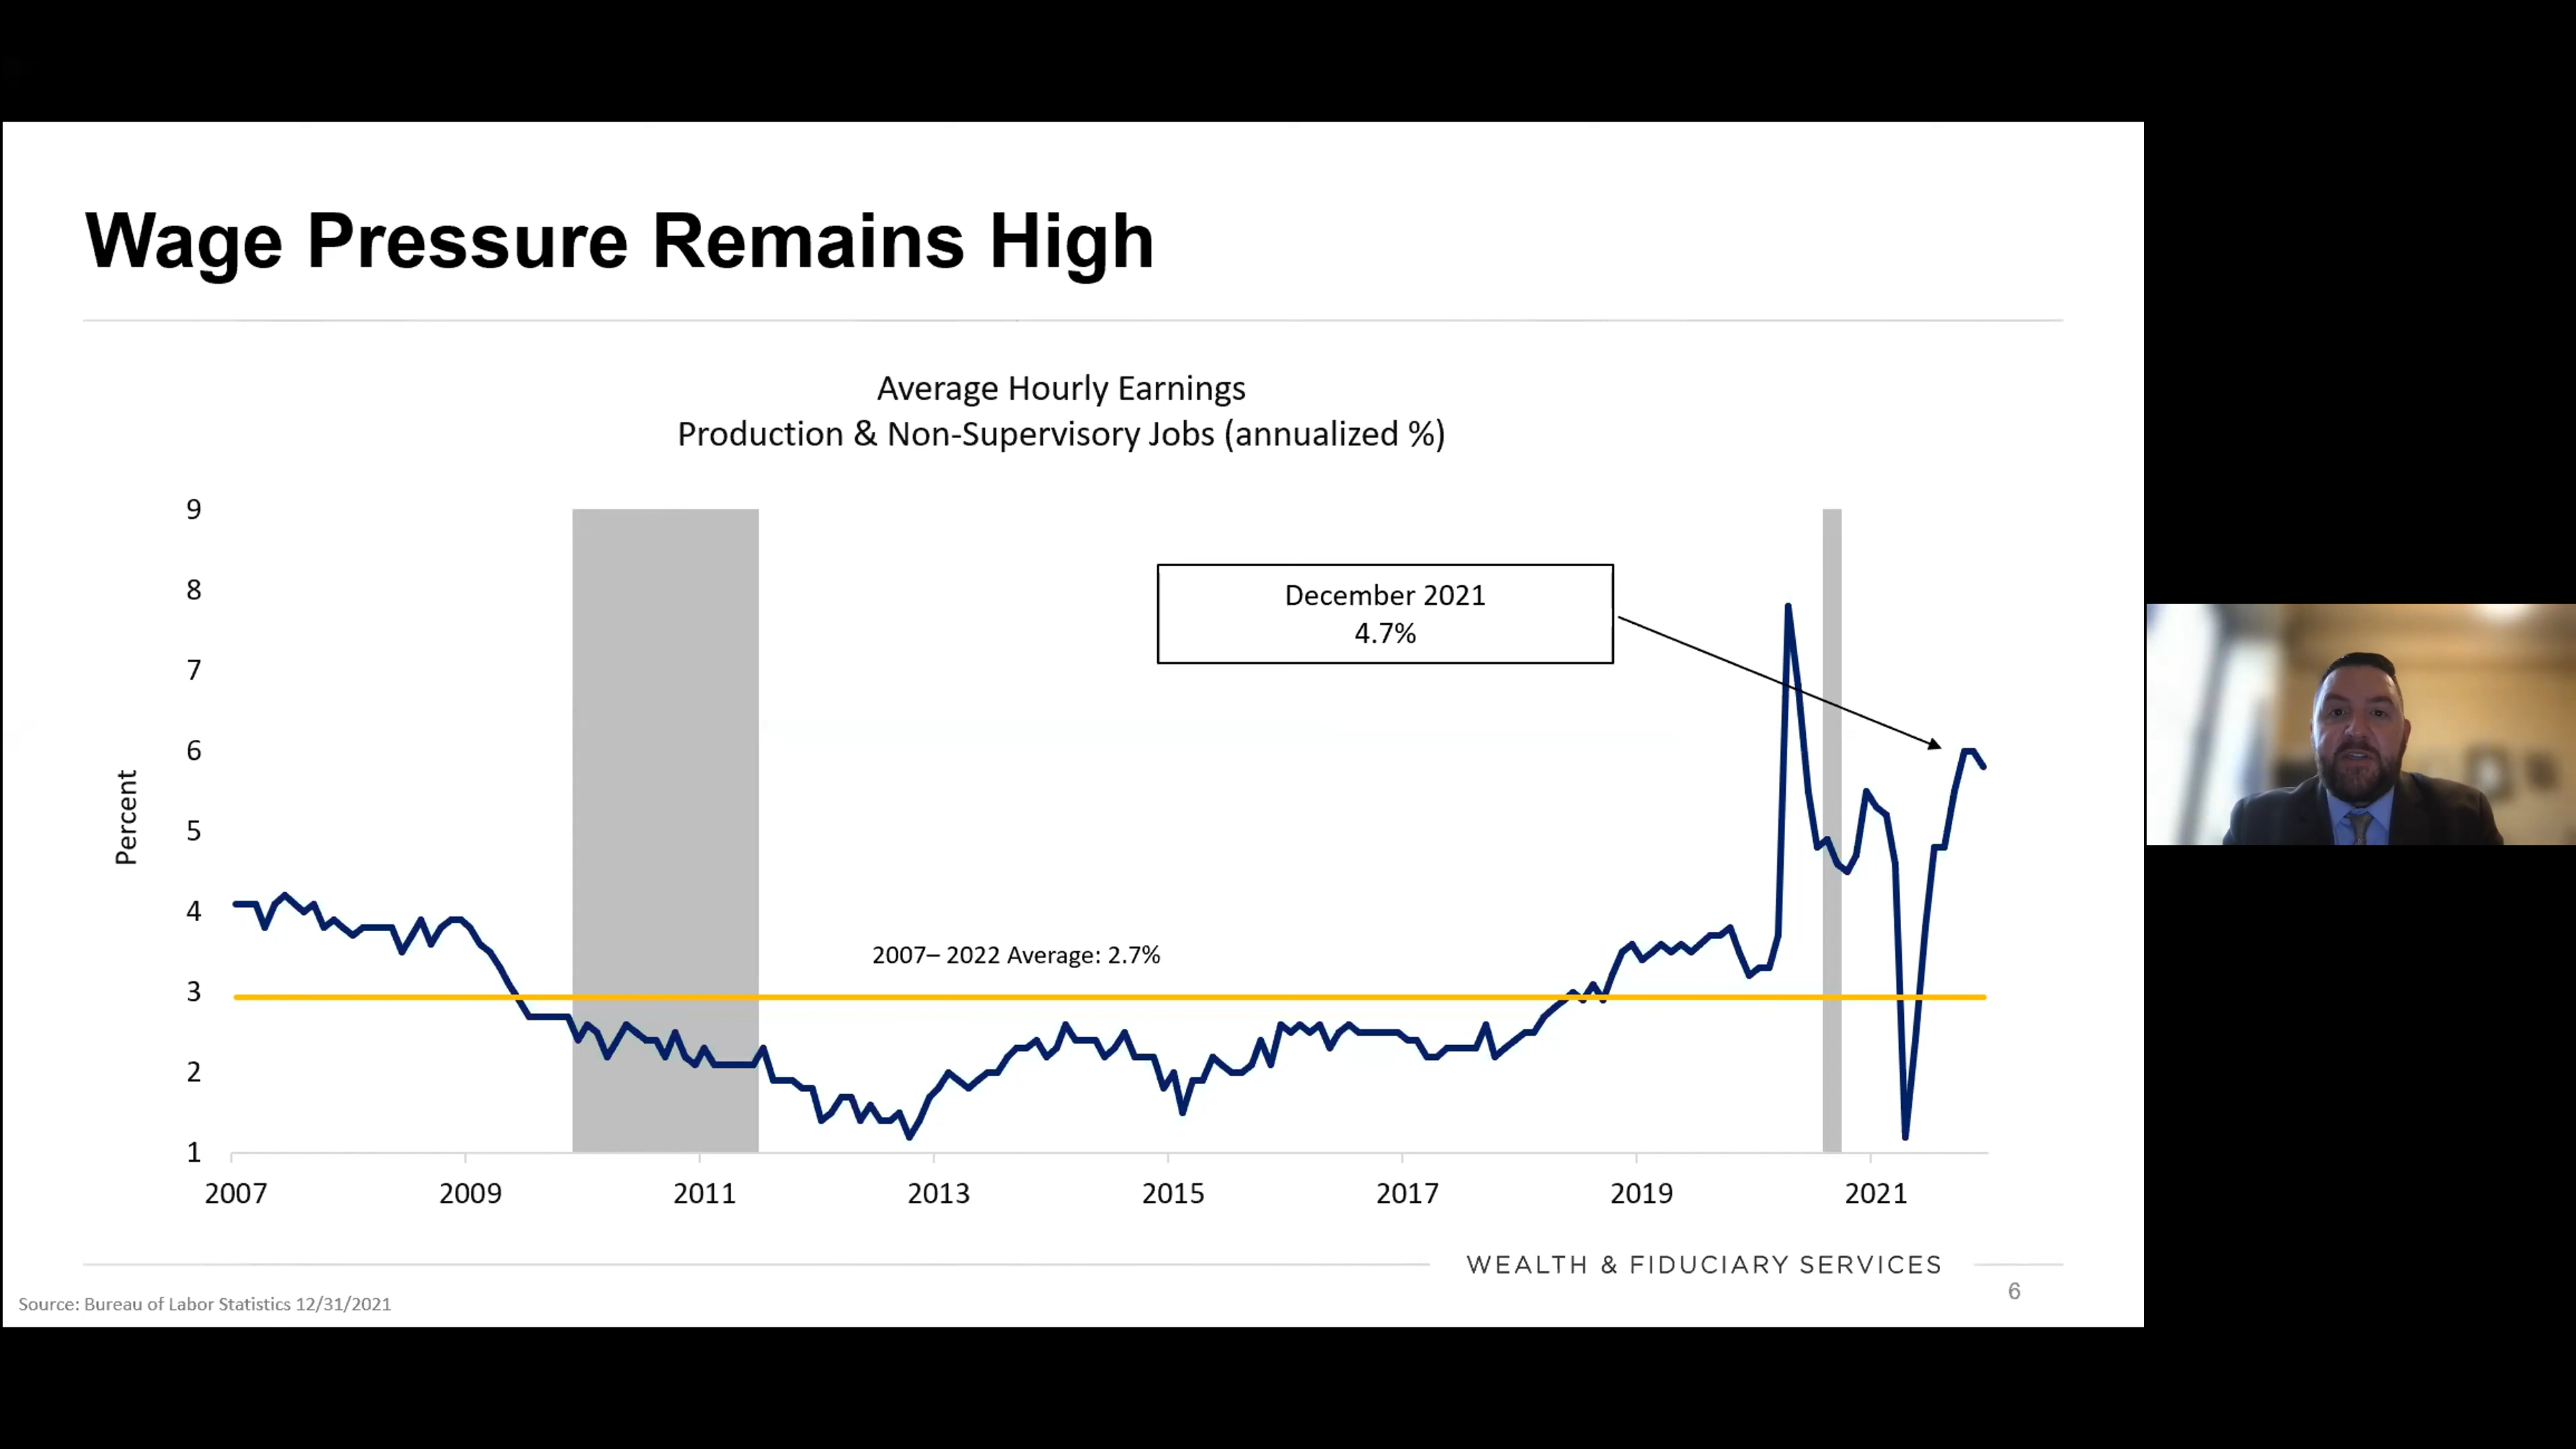 Wage Pressure Remains High
Average Hourly Earnings
Production & Non-Supervisory Jobs (annualized %)
9
8
7
6
5
4
3
2
1
Percent
December 2021
4.7%
2007– 2022 Average: 2.7%
2007 2009 2011 2013 2015 2017 2019 2021
WEALTH & FIDUCIARY SERVICES
6
Source: Bureau of Labor Statistics 12/31/2021